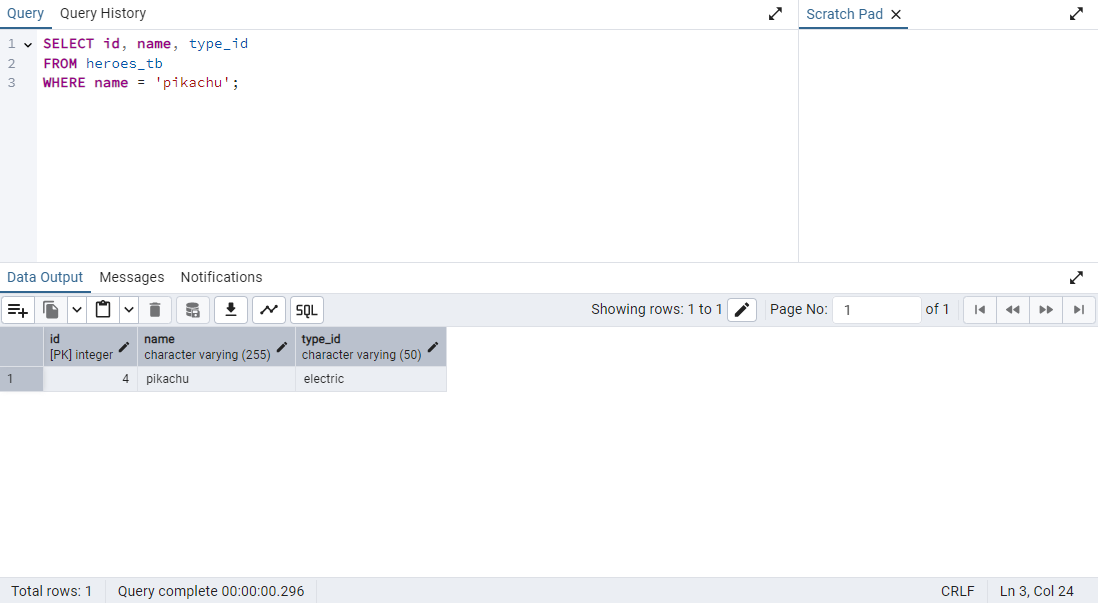 Query Query History
Scratch Pad
1 SELECT id, name, type_id
2 FROM heroes_tb
3 WHERE name = 'pikachu';
Data Output Messages Notifications
SQL Showing rows: 1 to 1 Page No: 1 of 1
id name type_id
[PK] integer character varying (255) character varying (50)
1 4 pikachu electric
Total rows: 1 Query complete 00:00:00.296 CRLF Ln 3, Col 24